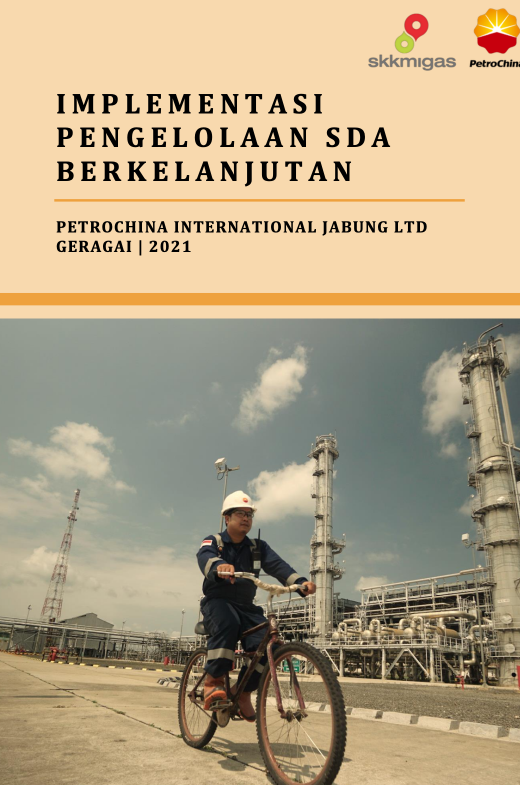 skkmigas
PetroChina
IMPLEMENTASI
PENGELOLAAN SDA
BERKELANJUTAN
PETROCHINA INTERNATIONAL JABUNG LTD
GERAGAI | 2021